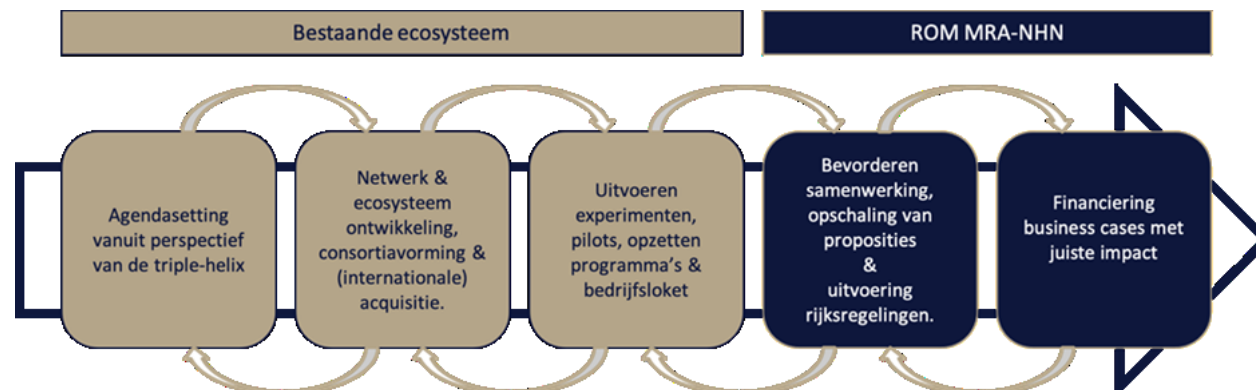 Bestaande ecosysteem
ROM MRA-NHN
Agendasetting
vanuit perspectief
van de triple-helix
Netwerk &
ecosysteem
ontwikkeling,
consortiavorming &
(internationale)
acquisitie.
Uitvoeren
experimenten,
pilots, opzetten
programma's &
bedrijfsloket
Bevorderen
samenwerking,
opschaling van
proposities
&
uitvoering
rijksregelingen.
Financiering
business cases met
juiste impact